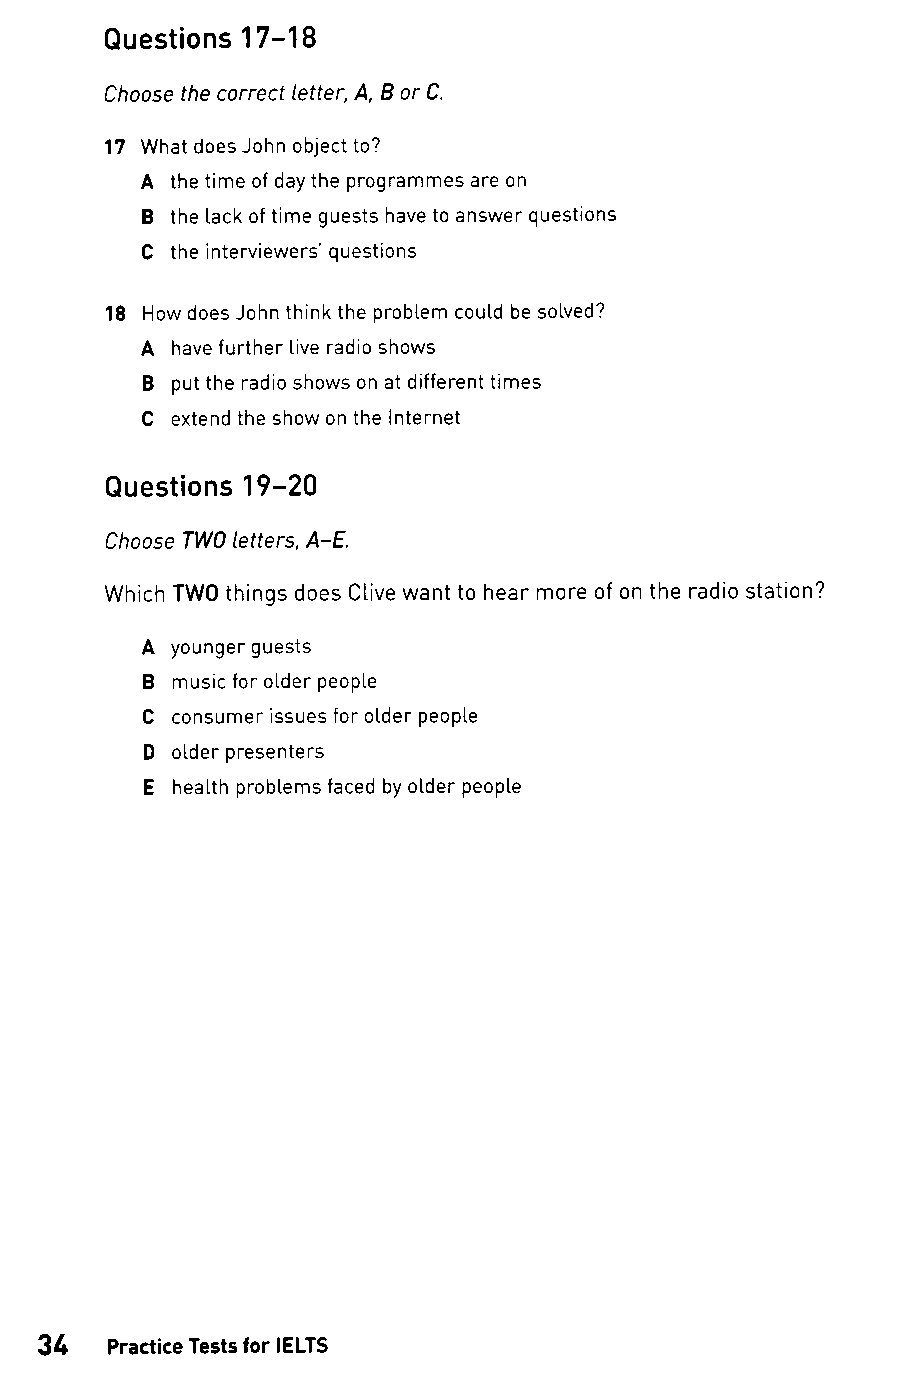 Questions 17–18
Choose the correct letter, A, B or C.
17 What does John object to?
A the time of day the programmes are on
B the lack of time guests have to answer questions
C the interviewers' questions
18 How does John think the problem could be solved?
A have further live radio shows
B put the radio shows on at different times
C extend the show on the Internet
Questions 19–20
Choose TWO letters, A–E.
Which TWO things does Clive want to hear more of on the radio station?
A younger guests
B music for older people
C consumer issues for older people
D older presenters
E health problems faced by older people
34 Practice Tests for IELTS